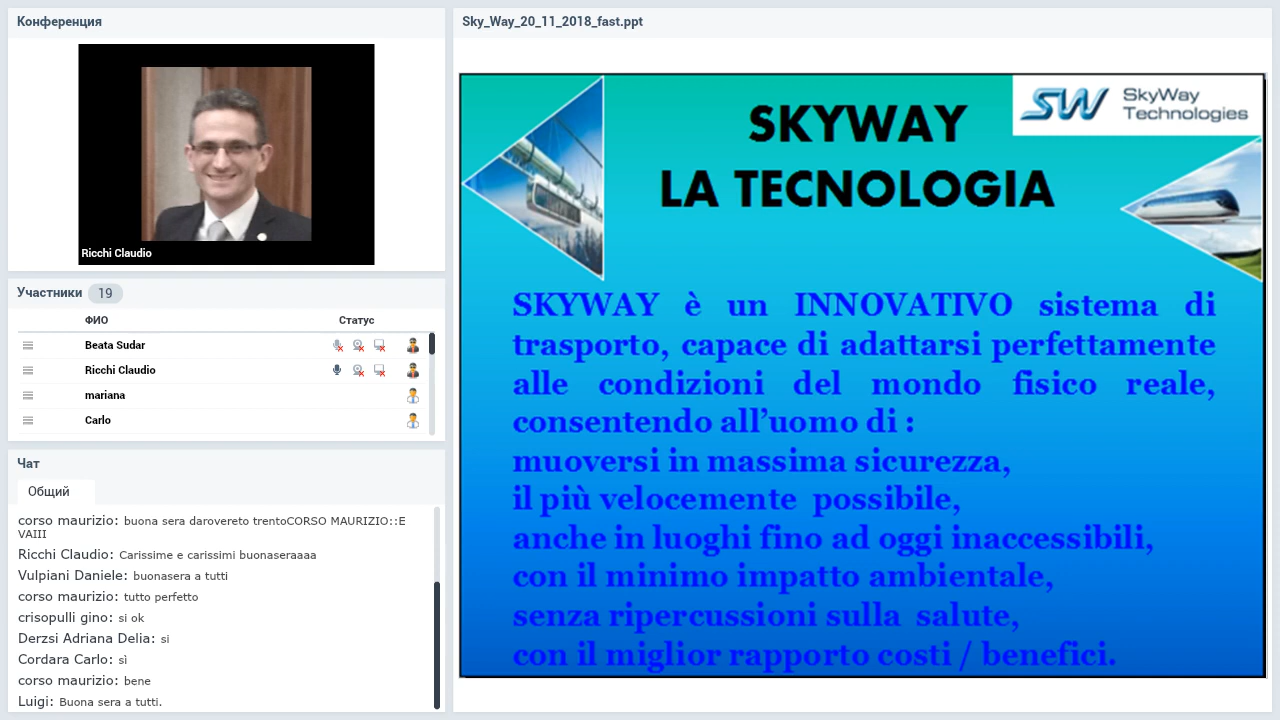 Конференция
Ricchi Claudio
Участники 19
ФИО Статус
Beata Sudar
Ricchi Claudio
mariana
Carlo
Чат
Общий
corso maurizio: buona sera darovereto trentoCORSO MAURIZIO::E
VAIII
Ricchi Claudio: Carissime e carissimi buonaseraaaa
Vulpiani Daniele: buonasera a tutti
corso maurizio: tutto perfetto
crisopulli gino: si ok
Derzsi Adriana Delia: si
Cordara Carlo: sì
corso maurizio: bene
Luigi: Buona sera a tutti.
Sky_Way_20_11_2018_fast.ppt
SW SkyWay
Technologies
SKYWAY
LA TECNOLOGIA
SKYWAY è un INNOVATIVO sistema di
trasporto, capace di adattarsi perfettamente
alle condizioni del mondo fisico reale,
consentendo all’uomo di :
muoversi in massima sicurezza,
il più velocemente possibile,
anche in luoghi fino ad oggi inaccessibili,
con il minimo impatto ambientale,
senza ripercussioni sulla salute,
con il miglior rapporto costi / benefici.